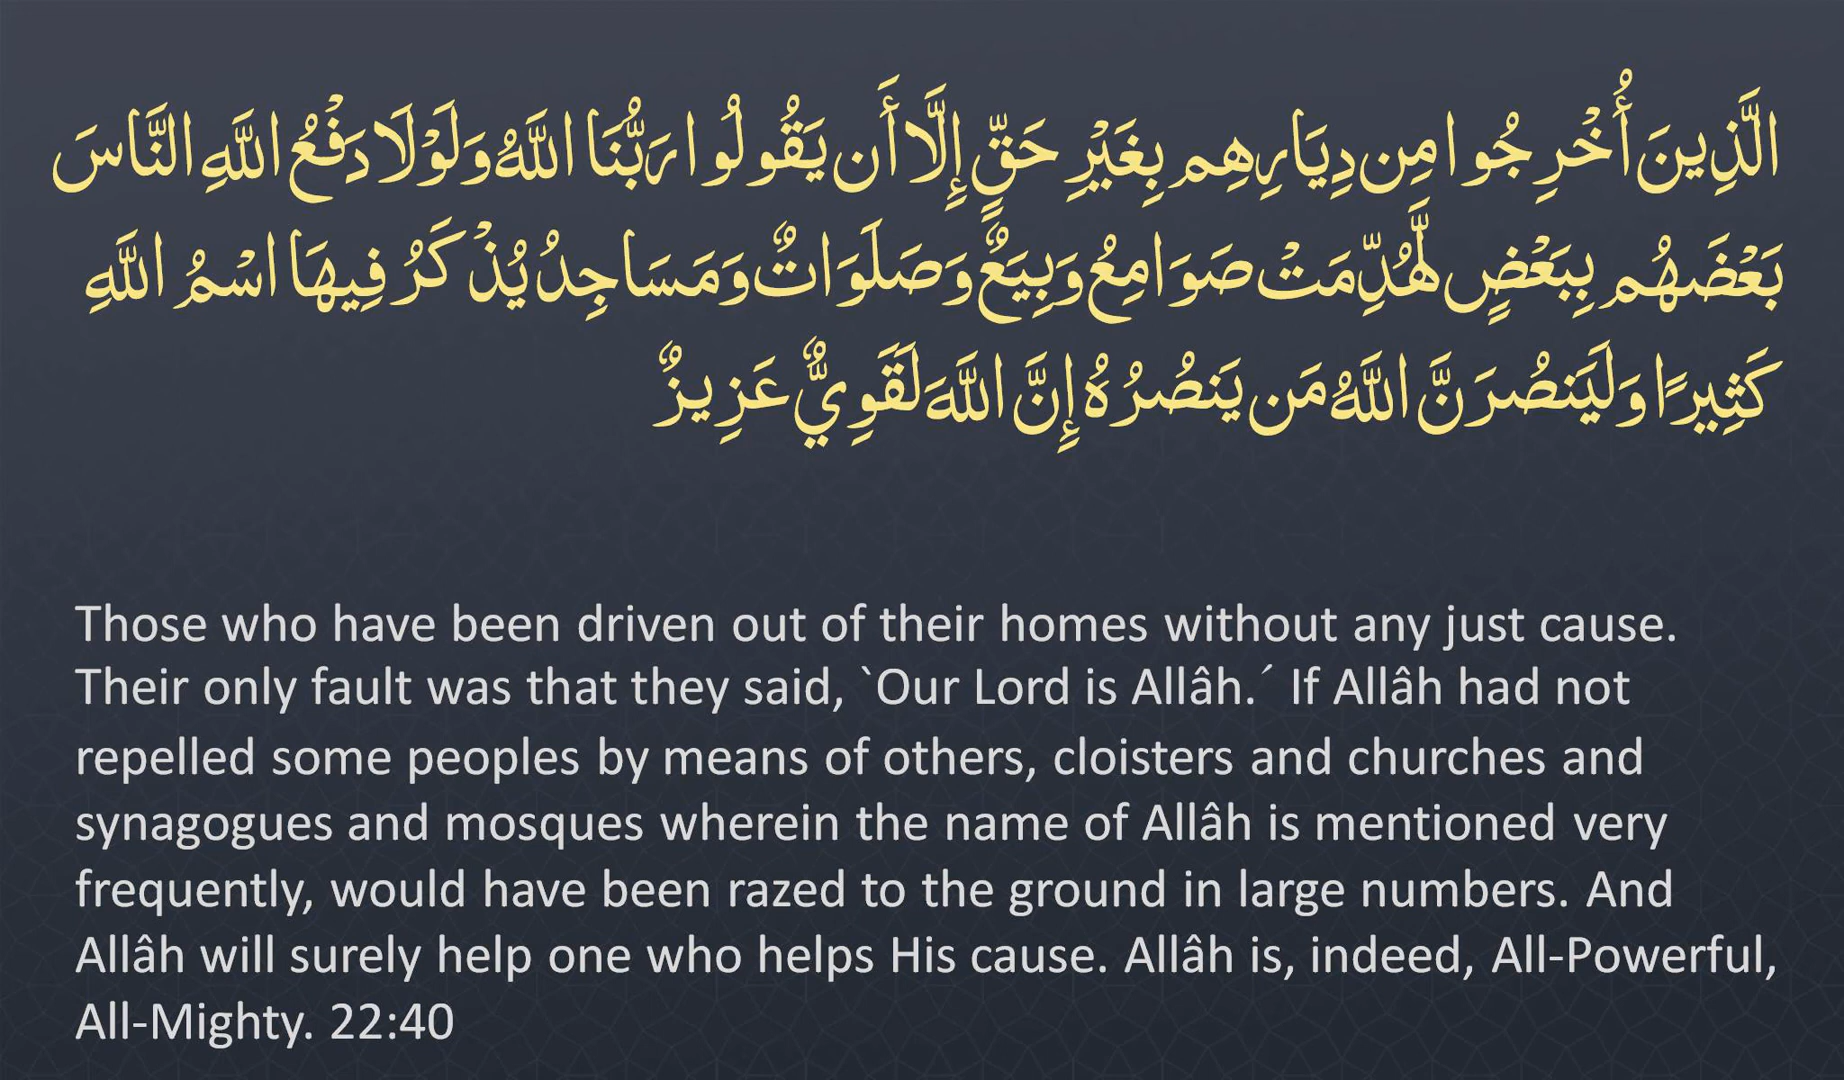 الَّذِينَ أُخْرِجُوا مِن دِيَارِهِم بِغَيْرِ حَقٍّ إِلَّا أَن يَقُولُوا رَبُّنَا اللَّهُ وَلَوْلَا دَفْعُ اللَّهِ النَّاسَ
بَعْضَهُم بِبَعْضٍ لَّهُدِّمَتْ صَوَامِعُ وَبِيَعٌ وَصَلَوَاتٌ وَمَسَاجِدُ يُذْكَرُ فِيهَا اسْمُ اللَّهِ
كَثِيرًا وَلَيَنصُرَنَّ اللَّهُ مَن يَنصُرُهُ إِنَّ اللَّهَ لَقَوِيٌّ عَزِيزٌ
Those who have been driven out of their homes without any just cause.
Their only fault was that they said, `Our Lord is Allâh.´ If Allâh had not
repelled some peoples by means of others, cloisters and churches and
synagogues and mosques wherein the name of Allâh is mentioned very
frequently, would have been razed to the ground in large numbers. And
Allâh will surely help one who helps His cause. Allâh is, indeed, All-Powerful,
All-Mighty. 22:40